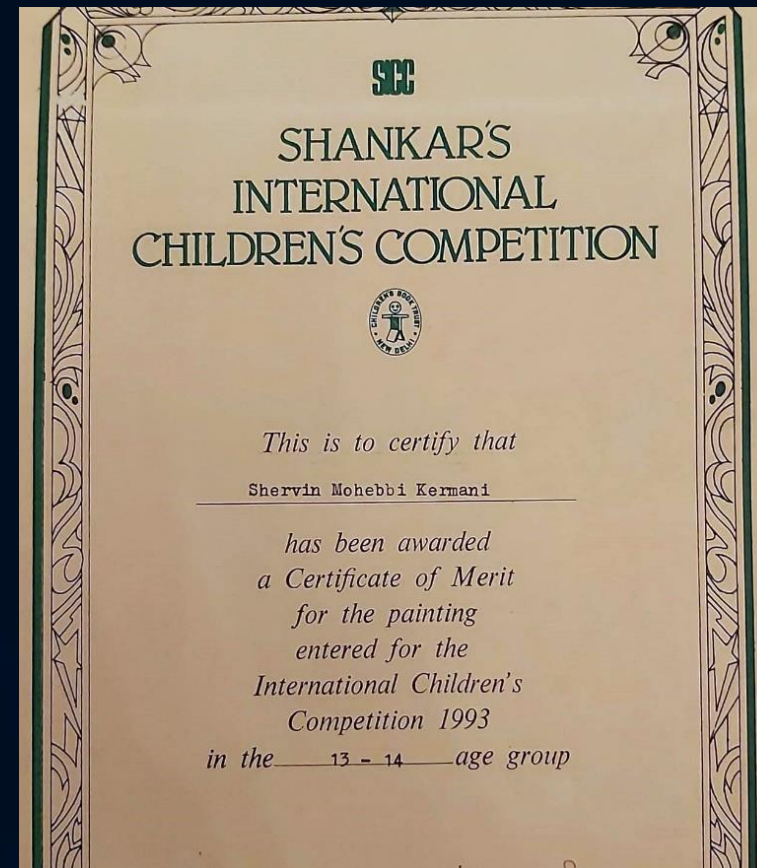 SICC
SHANKAR'S
INTERNATIONAL
CHILDREN'S COMPETITION
CHILDREN'S BOOK TRUST
NEW DELHI
This is to certify that
Shervin Mohebbi Kermani
has been awarded
a Certificate of Merit
for the painting
entered for the
International Children's
Competition 1993
in the 13 - 14 age group